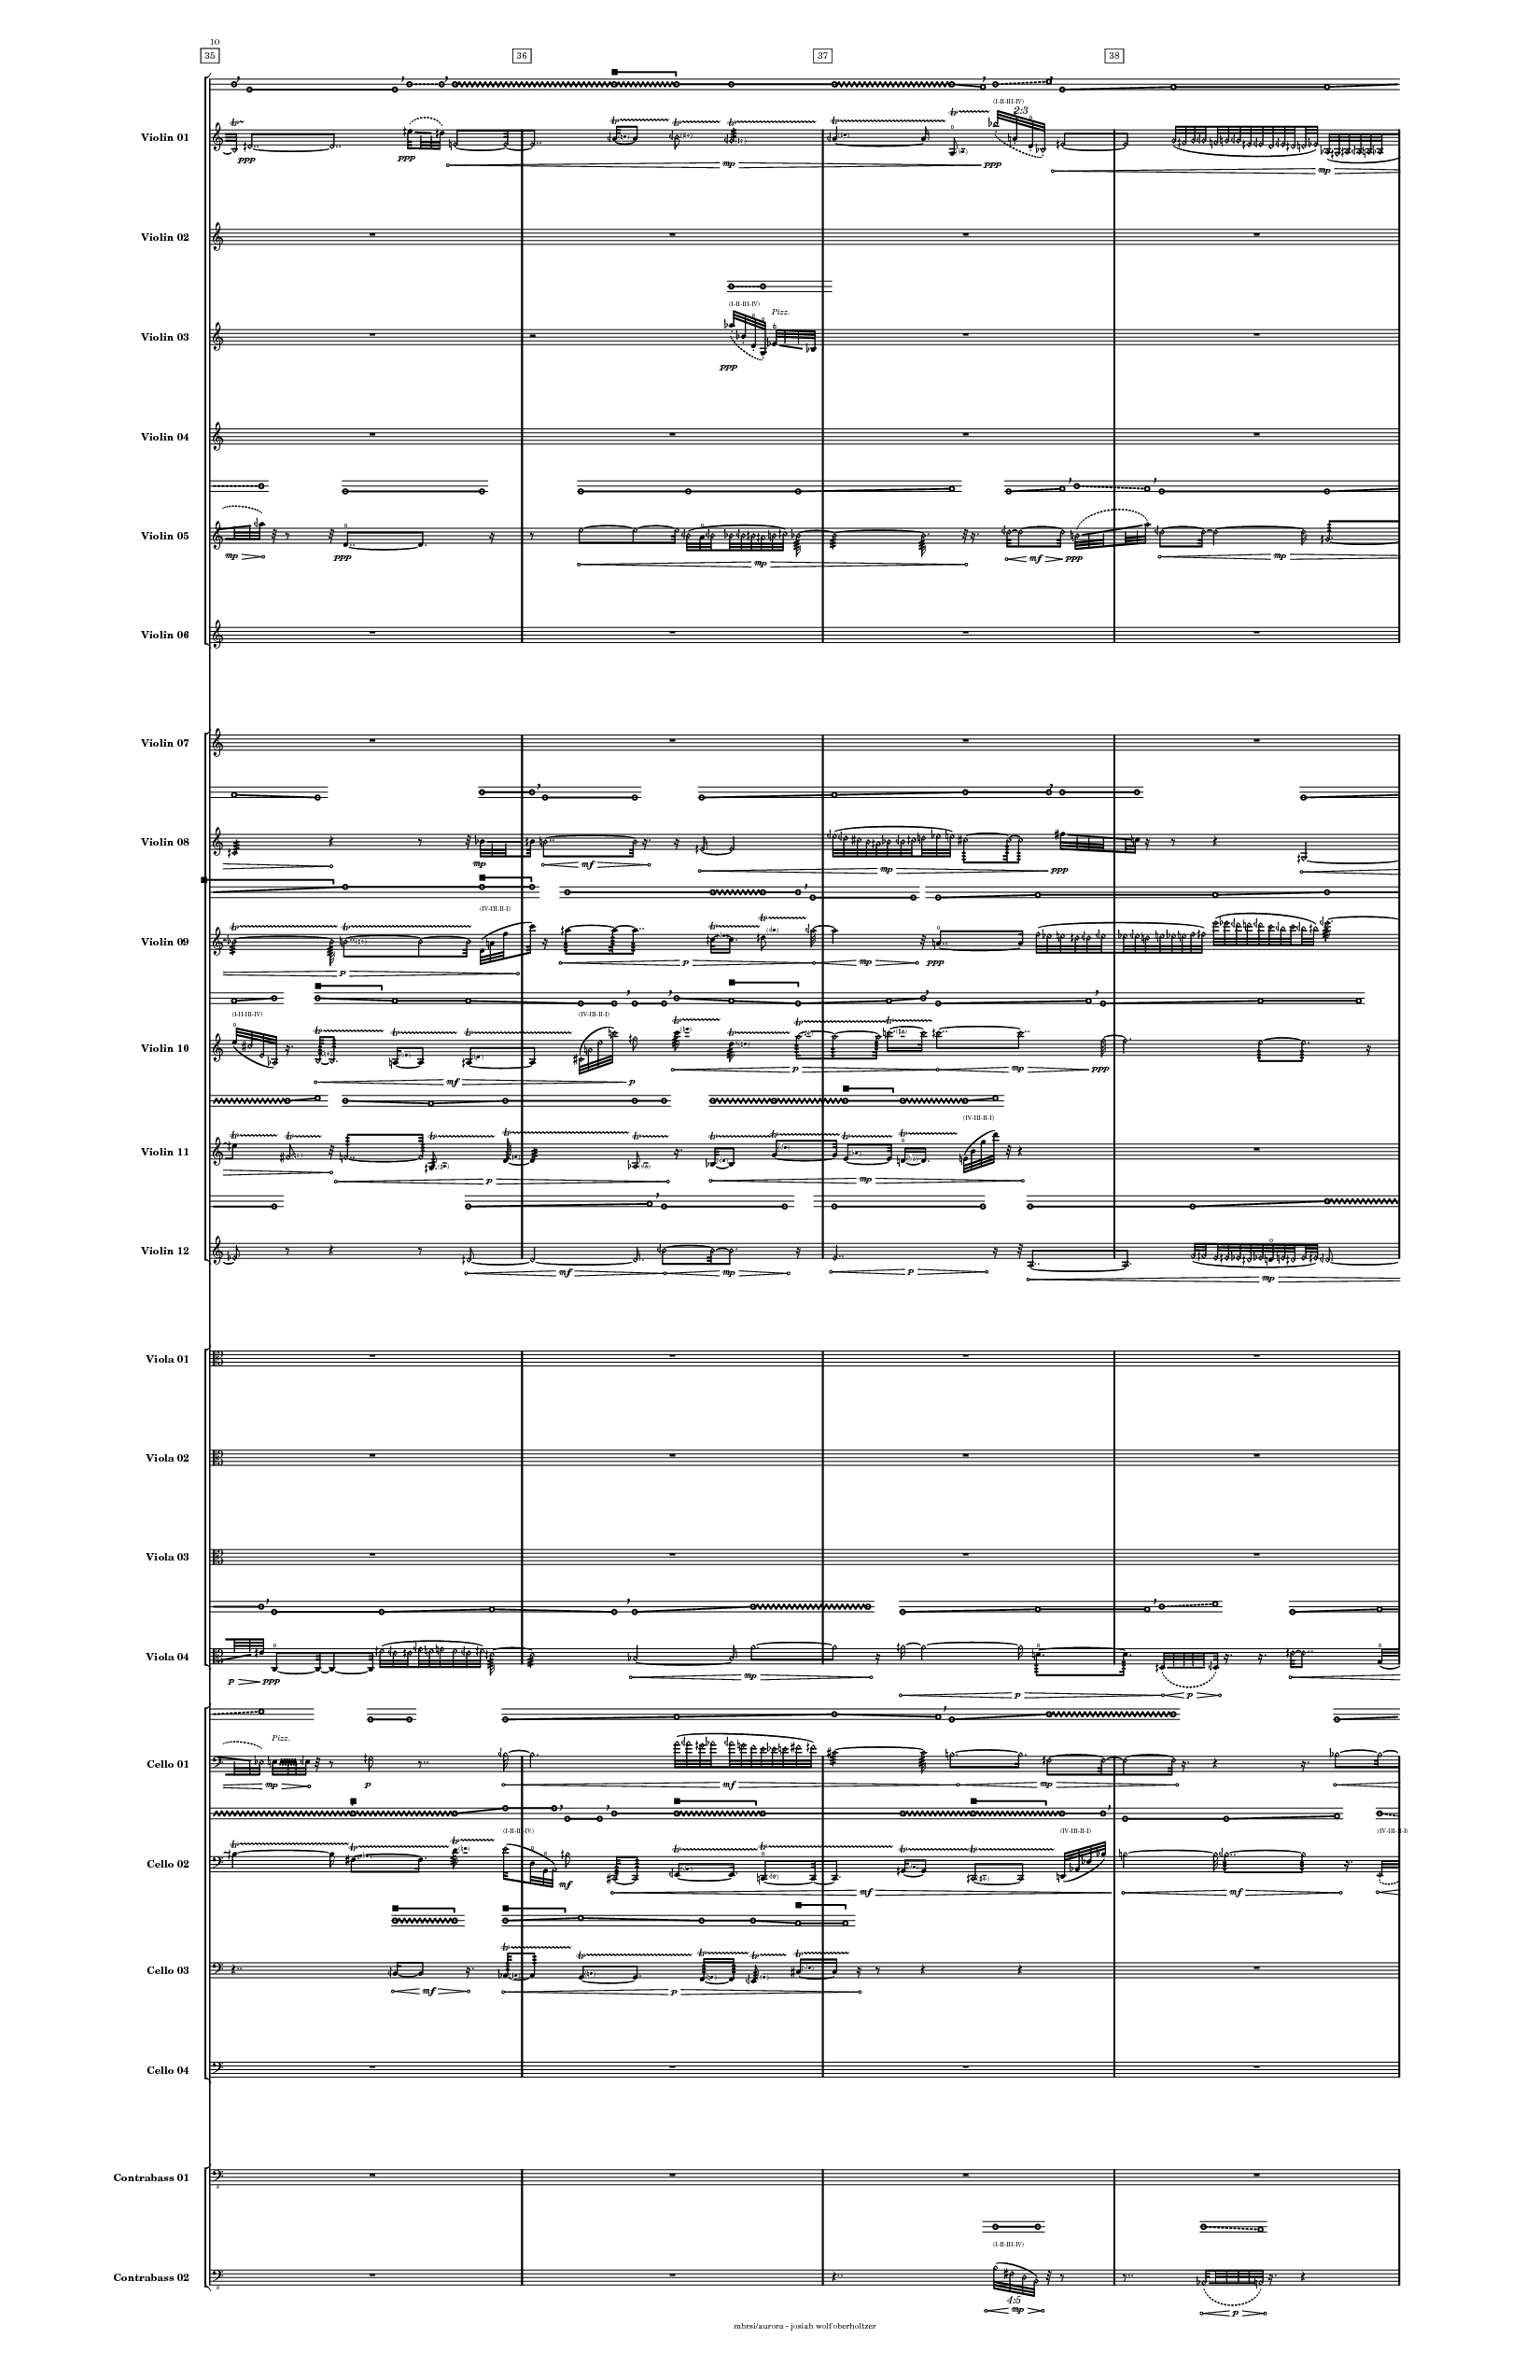 10
35 36 37 38
(I-II-III-IV)
2:3
Violin 01
ppp ppp mp ppp mp
Violin 02
(I-II-III-IV) Pizz.
Violin 03
ppp
Violin 04
Violin 05
mp ppp mp mf ppp mp
Violin 06
Violin 07
Violin 08
mp mf mp ppp
(IV-III-II-I)
Violin 09
p p mp ppp
(I-II-III-IV) (IV-III-II-I)
Violin 10
mf p p mp ppp
(IV-III-II-I)
Violin 11
p mp
Violin 12
mf mp p mp
Viola 01
Viola 02
Viola 03
Viola 04
p ppp mp p p
Pizz.
Cello 01
mp p mf mp
(I-II-III-IV) (IV-III-II-I) (IV-III-II-I)
Cello 02
mf mf mf
Cello 03
mf p
Cello 04
Contrabass 01
(I-II-III-IV)
Contrabass 02
4:5
mp p
mbrsi/aurora - josiah wolf oberholtzer